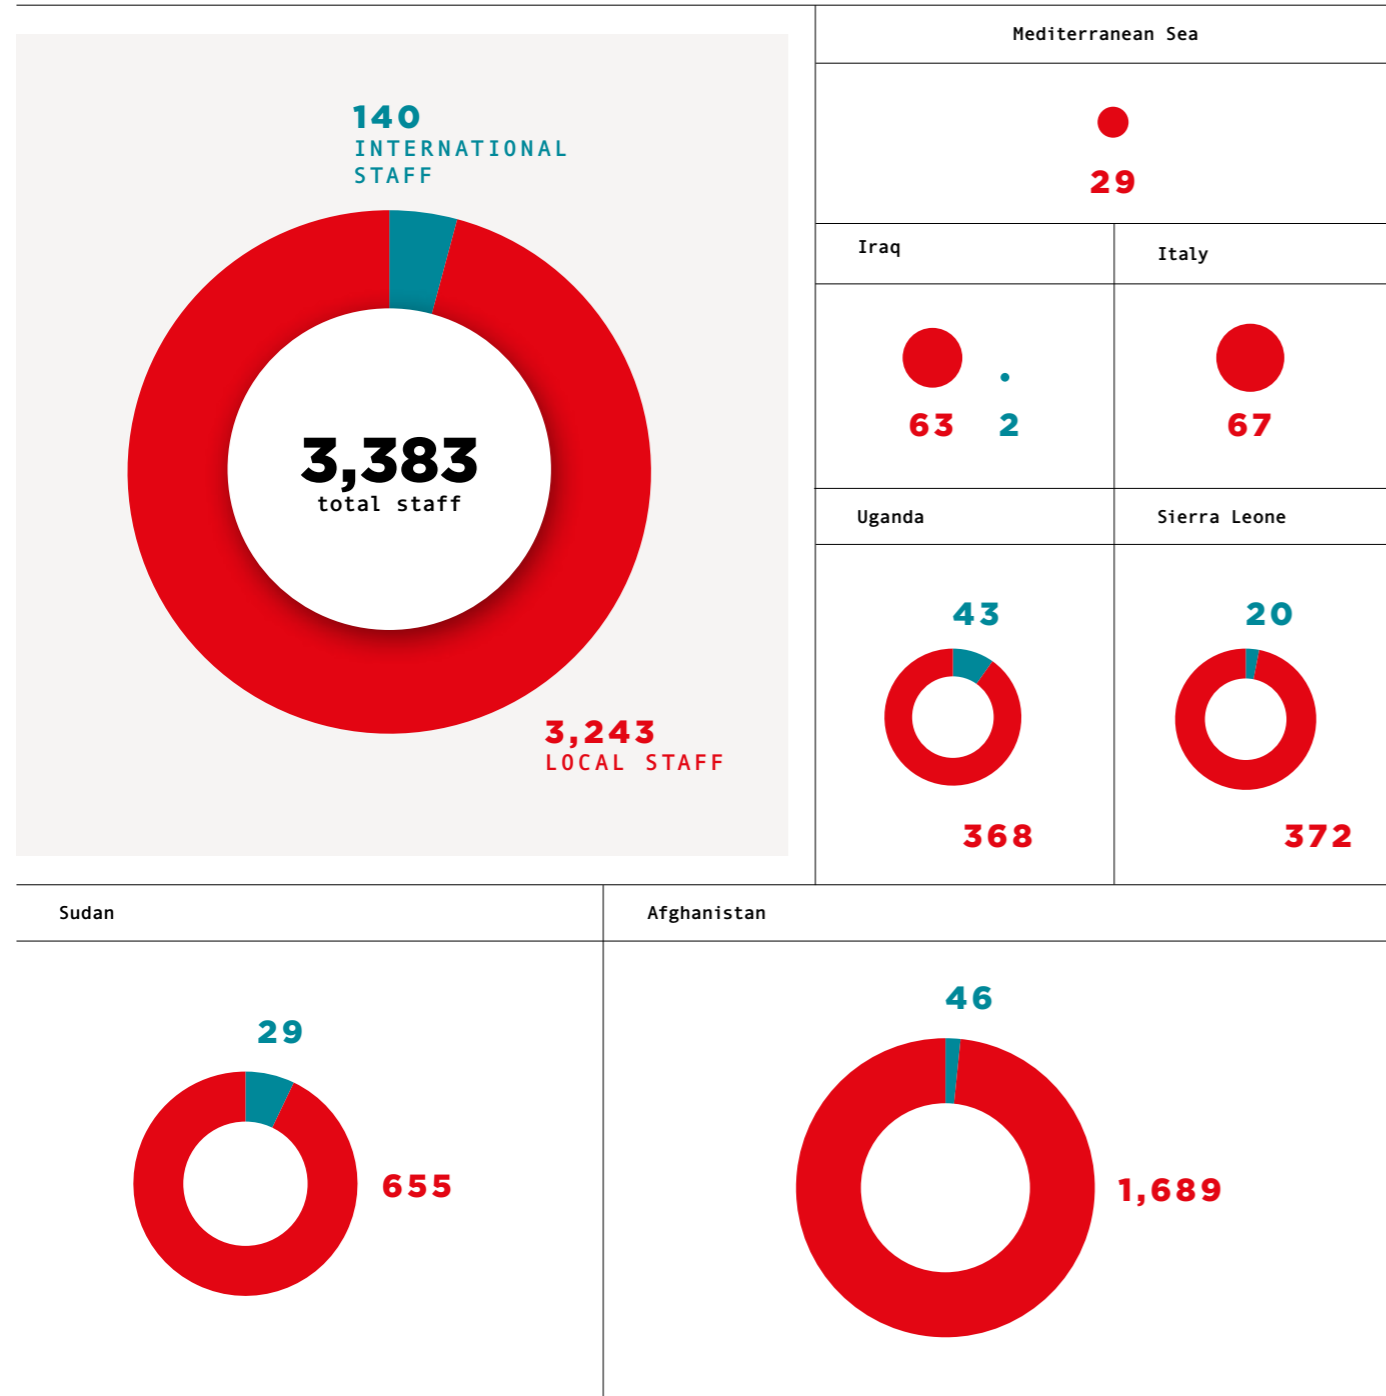 140
INTERNATIONAL
STAFF
3,383
total staff
3,243
LOCAL STAFF
Mediterranean Sea
29
Iraq
63 2
Italy
67
Uganda
43
368
Sierra Leone
20
372
Sudan
29
655
Afghanistan
46
1,689